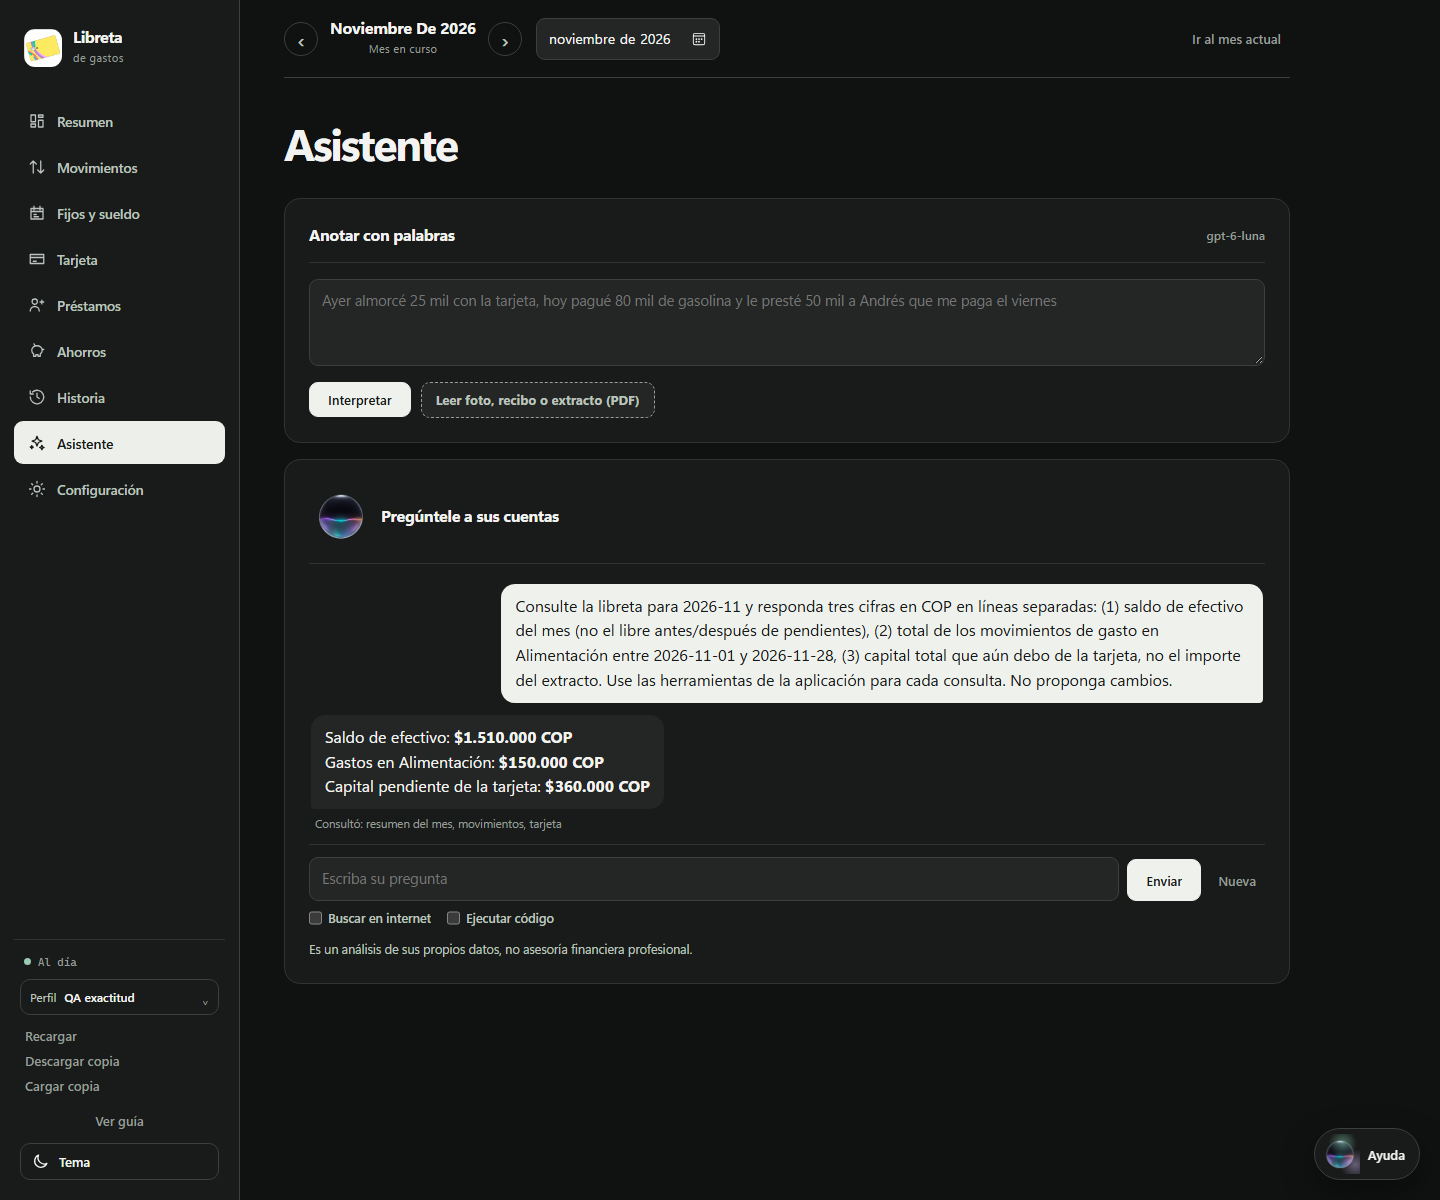 Libreta
de gastos
Resumen
Movimientos
Fijos y sueldo
Tarjeta
Préstamos
Ahorros
Historia
Asistente
Configuración
Al día
Perfil QA exactitud
Recargar
Descargar copia
Cargar copia
Ver guía
Tema
‹ Noviembre De 2026 ›
Mes en curso
noviembre de 2026
Ir al mes actual
Asistente
Anotar con palabras
gpt-6-luna
Ayer almorcé 25 mil con la tarjeta, hoy pagué 80 mil de gasolina y le presté 50 mil a Andrés que me paga el viernes
Interpretar
Leer foto, recibo o extracto (PDF)
Pregúntele a sus cuentas
Consulte la libreta para 2026-11 y responda tres cifras en COP en líneas separadas: (1) saldo de efectivo
del mes (no el libre antes/después de pendientes), (2) total de los movimientos de gasto en
Alimentación entre 2026-11-01 y 2026-11-28, (3) capital total que aún debo de la tarjeta, no el importe
del extracto. Use las herramientas de la aplicación para cada consulta. No proponga cambios.
Saldo de efectivo: $1.510.000 COP
Gastos en Alimentación: $150.000 COP
Capital pendiente de la tarjeta: $360.000 COP
Consultó: resumen del mes, movimientos, tarjeta
Escriba su pregunta
Enviar
Nueva
Buscar en internet
Ejecutar código
Es un análisis de sus propios datos, no asesoría financiera profesional.
Ayuda